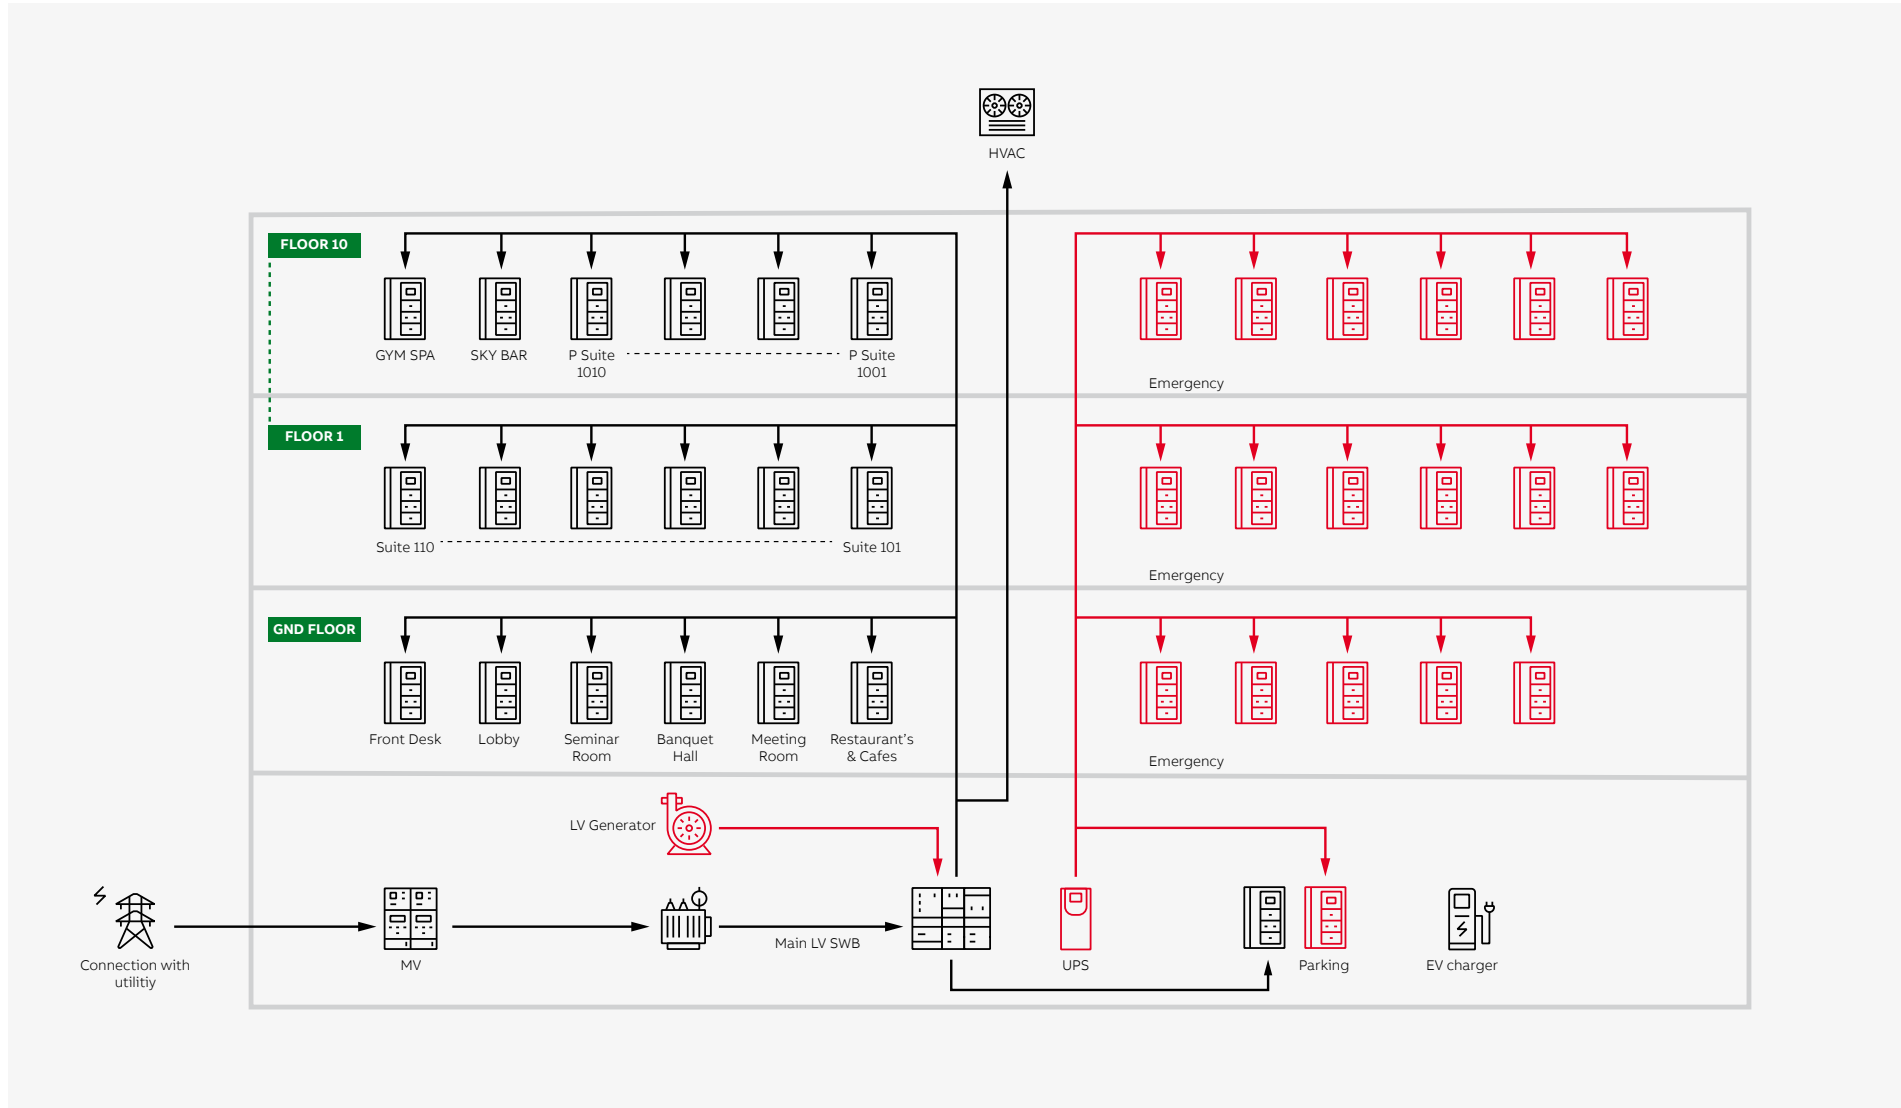 HVAC
FLOOR 10
GYM SPA
SKY BAR
P Suite
1010
P Suite
1001
Emergency
FLOOR 1
Suite 110
Suite 101
Emergency
GND FLOOR
Front Desk
Lobby
Seminar
Room
Banquet
Hall
Meeting
Room
Restaurant's
& Cafes
Emergency
LV Generator
Main LV SWB
Connection with
utilitiy
MV
UPS
Parking
EV charger